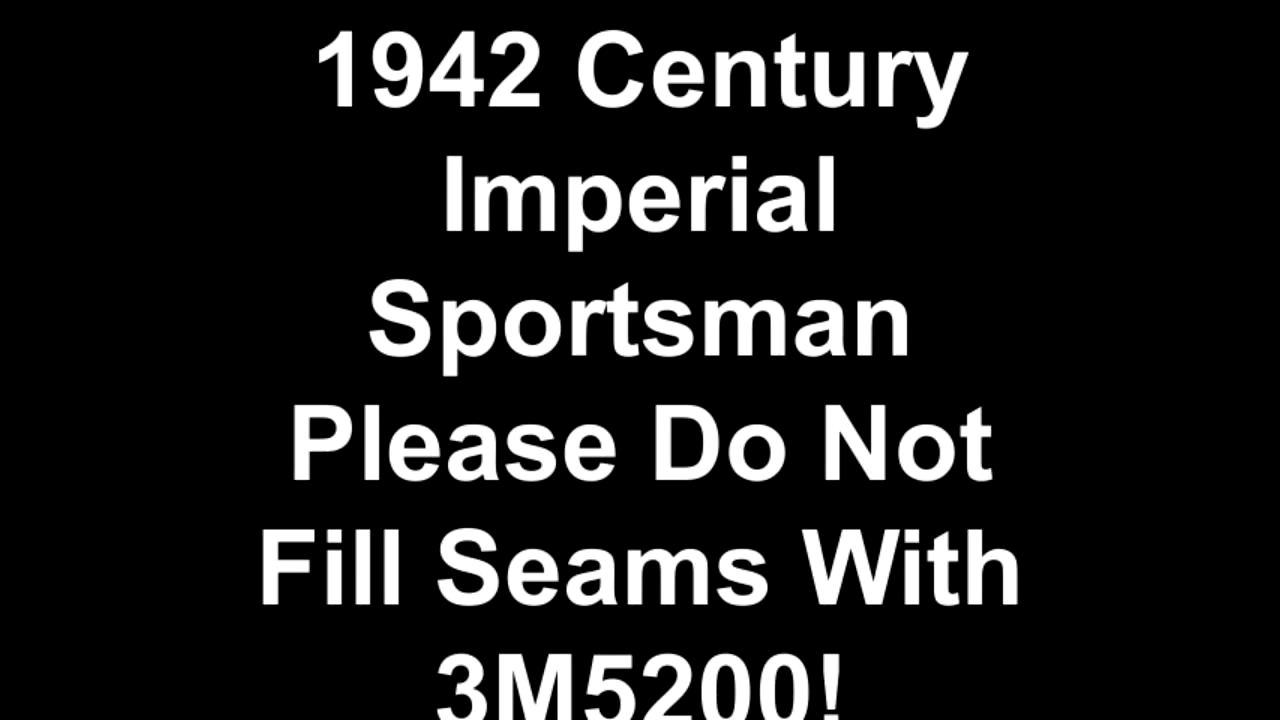 1942 Century
Imperial
Sportsman
Please Do Not
Fill Seams With
3M5200!